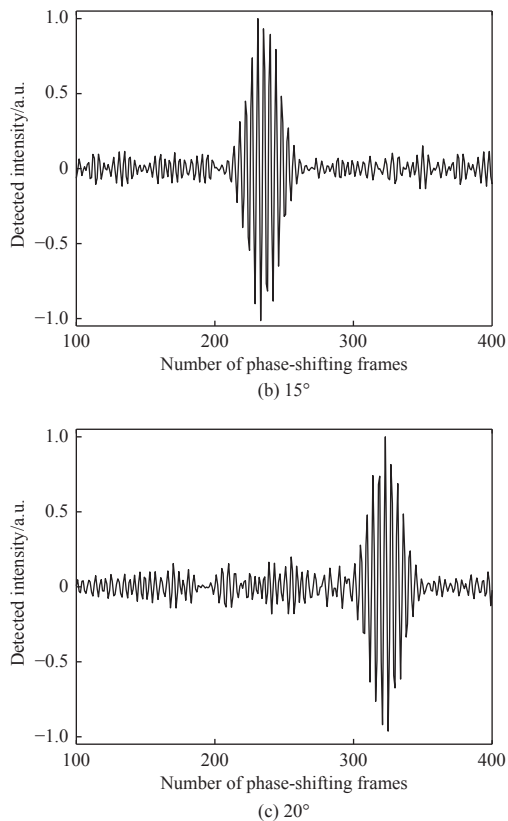 1.0
0.5
0
−0.5
−1.0
Detected intensity/a.u.
100 200 300 400
Number of phase-shifting frames
(b) 15°
1.0
0.5
0
−0.5
−1.0
Detected intensity/a.u.
100 200 300 400
Number of phase-shifting frames
(c) 20°